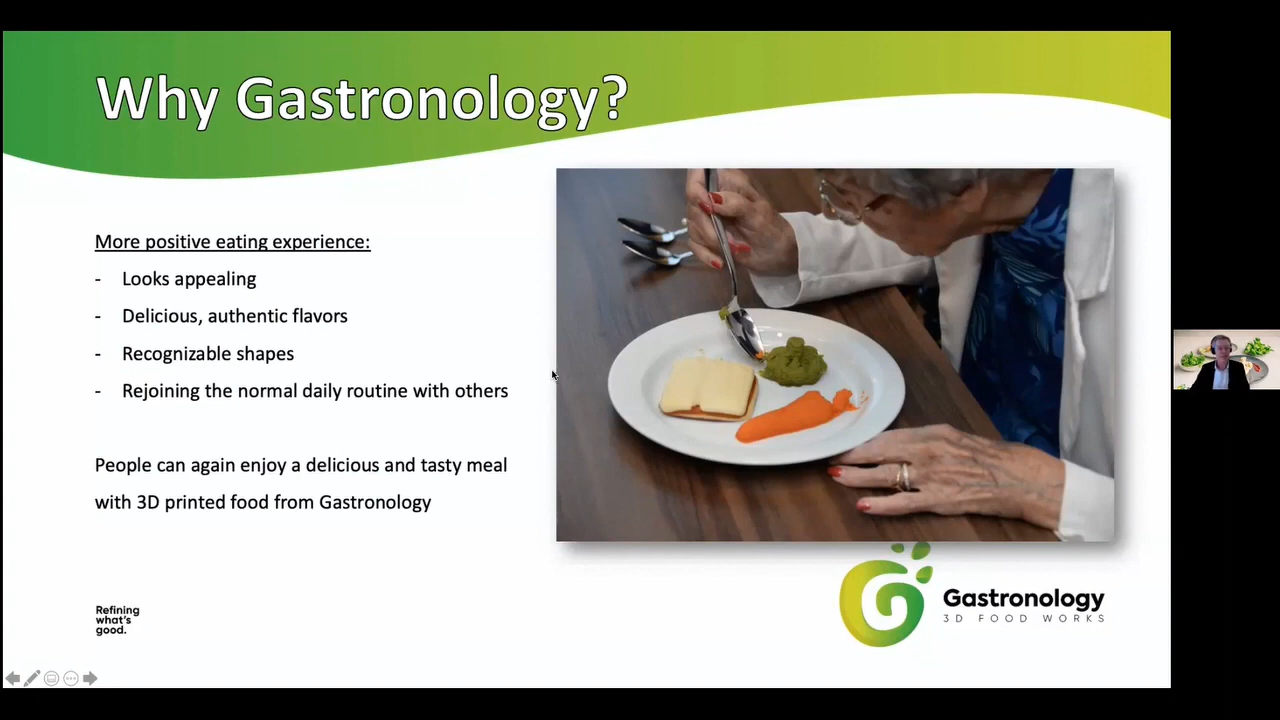 Why Gastronology?
More positive eating experience:
- Looks appealing
- Delicious, authentic flavors
- Recognizable shapes
- Rejoining the normal daily routine with others
People can again enjoy a delicious and tasty meal
with 3D printed food from Gastronology
Refining
what's
good.
Gastronology
3D FOOD WORKS